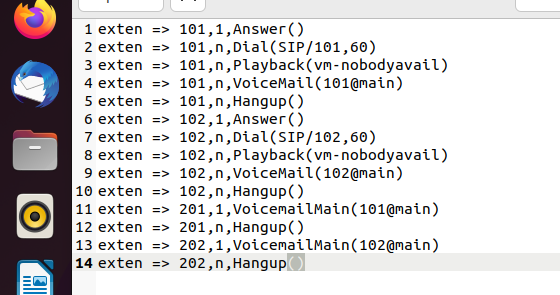 1 exten => 101,1,Answer()
2 exten => 101,n,Dial(SIP/101,60)
3 exten => 101,n,Playback(vm-nobodyavail)
4 exten => 101,n,VoiceMail(101@main)
5 exten => 101,n,Hangup()
6 exten => 102,1,Answer()
7 exten => 102,n,Dial(SIP/102,60)
8 exten => 102,n,Playback(vm-nobodyavail)
9 exten => 102,n,VoiceMail(102@main)
10 exten => 102,n,Hangup()
11 exten => 201,1,VoicemailMain(101@main)
12 exten => 201,n,Hangup()
13 exten => 202,1,VoicemailMain(102@main)
14 exten => 202,n,Hangup()